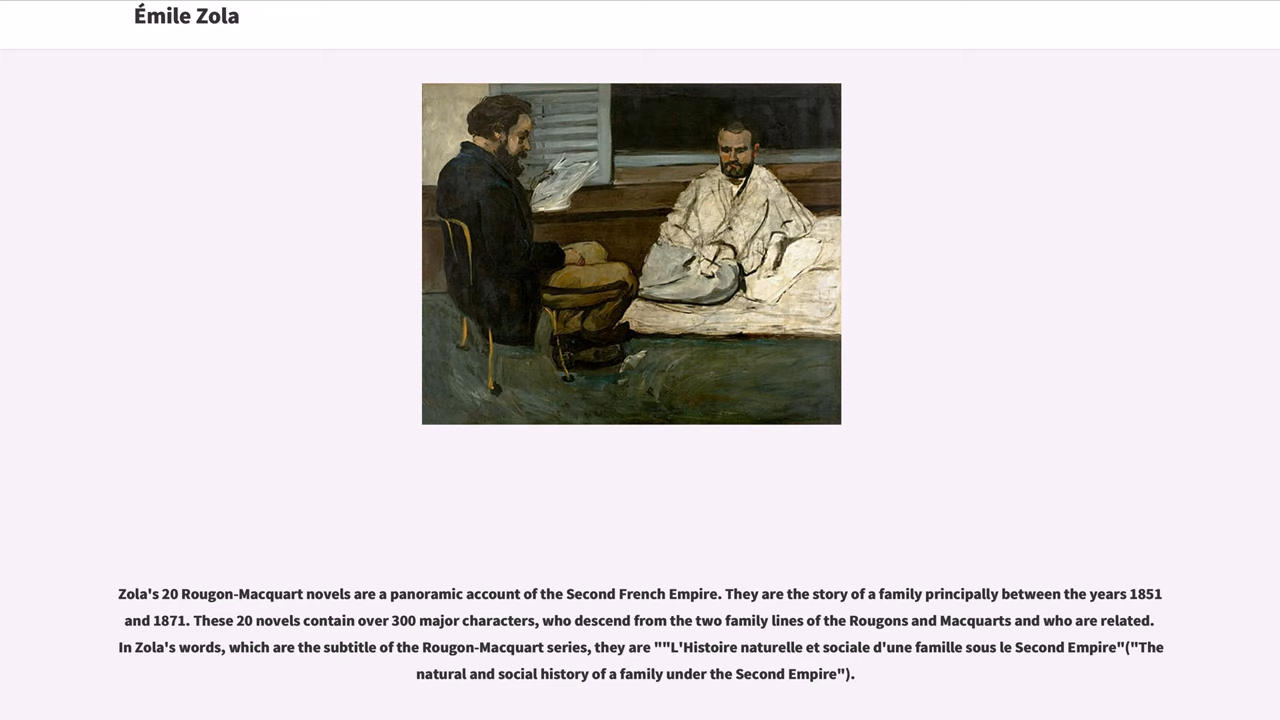 Émile Zola
Zola's 20 Rougon-Macquart novels are a panoramic account of the Second French Empire. They are the story of a family principally between the years 1851
and 1871. These 20 novels contain over 300 major characters, who descend from the two family lines of the Rougons and Macquarts and who are related.
In Zola's words, which are the subtitle of the Rougon-Macquart series, they are ""L'Histoire naturelle et sociale d'une famille sous le Second Empire"("The
natural and social history of a family under the Second Empire").